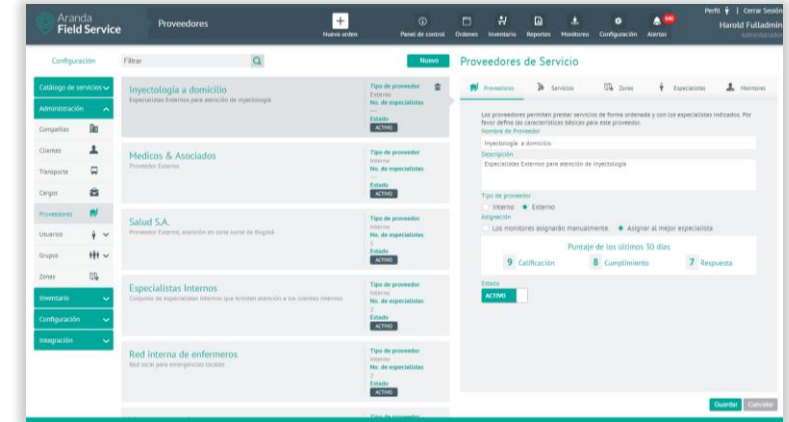 Perfil | Cerrar Sesión
Aranda
Field Service
Proveedores
Nueva orden
Panel de control
Ordenes
Inventario
Reportes
Monitoreo
Configuración
Alertas
Harold Fulladmin
Administrador
Configuración
Filtrar
Nuevo
Proveedores de Servicio
Catálogo de servicios
Administración
Compañías
Clientes
Transporte
Cargos
Proveedores
Usuarios
Grupos
Zonas
Inventario
Configuración
Integración
Inyectología a domicilio
Especialistas Externos para atención de inyectología
Tipo de proveedor
Externo
No. de especialistas
---
Estado
ACTIVO
Medicos & Asociados
Proveedor Externo
Tipo de proveedor
Interno
No. de especialistas
---
Estado
ACTIVO
Salud S.A.
Proveedor Externo, atención en zona norte de Bogotá
Tipo de proveedor
Interno
No. de especialistas
1
Estado
ACTIVO
Especialistas Internos
Conjunto de especialistas internos que brindan atención a los clientes internos
Tipo de proveedor
Interno
No. de especialistas
2
Estado
ACTIVO
Red interna de enfermeros
Red local para emergencias locales
Tipo de proveedor
Interno
No. de especialistas
2
Estado
ACTIVO
Tipo de proveedor
Proveedores
Servicios
Zonas
Especialistas
Monitores
Los proveedores permiten prestar servicios de forma ordenada y con los especialistas indicados. Por
favor defina las características básicas para este proveedor.
Nombre de Proveedor
Inyectología a domicilio
Descripción
Especialistas Externos para atención de inyectología
Tipo de proveedor
Interno Externo
Asignación
Los monitores asignarán manualmente. Asignar al mejor especialista
Puntaje de los últimos 30 días
9 Calificación 8 Cumplimiento 7 Respuesta
Estado
ACTIVO
Guardar Cancelar